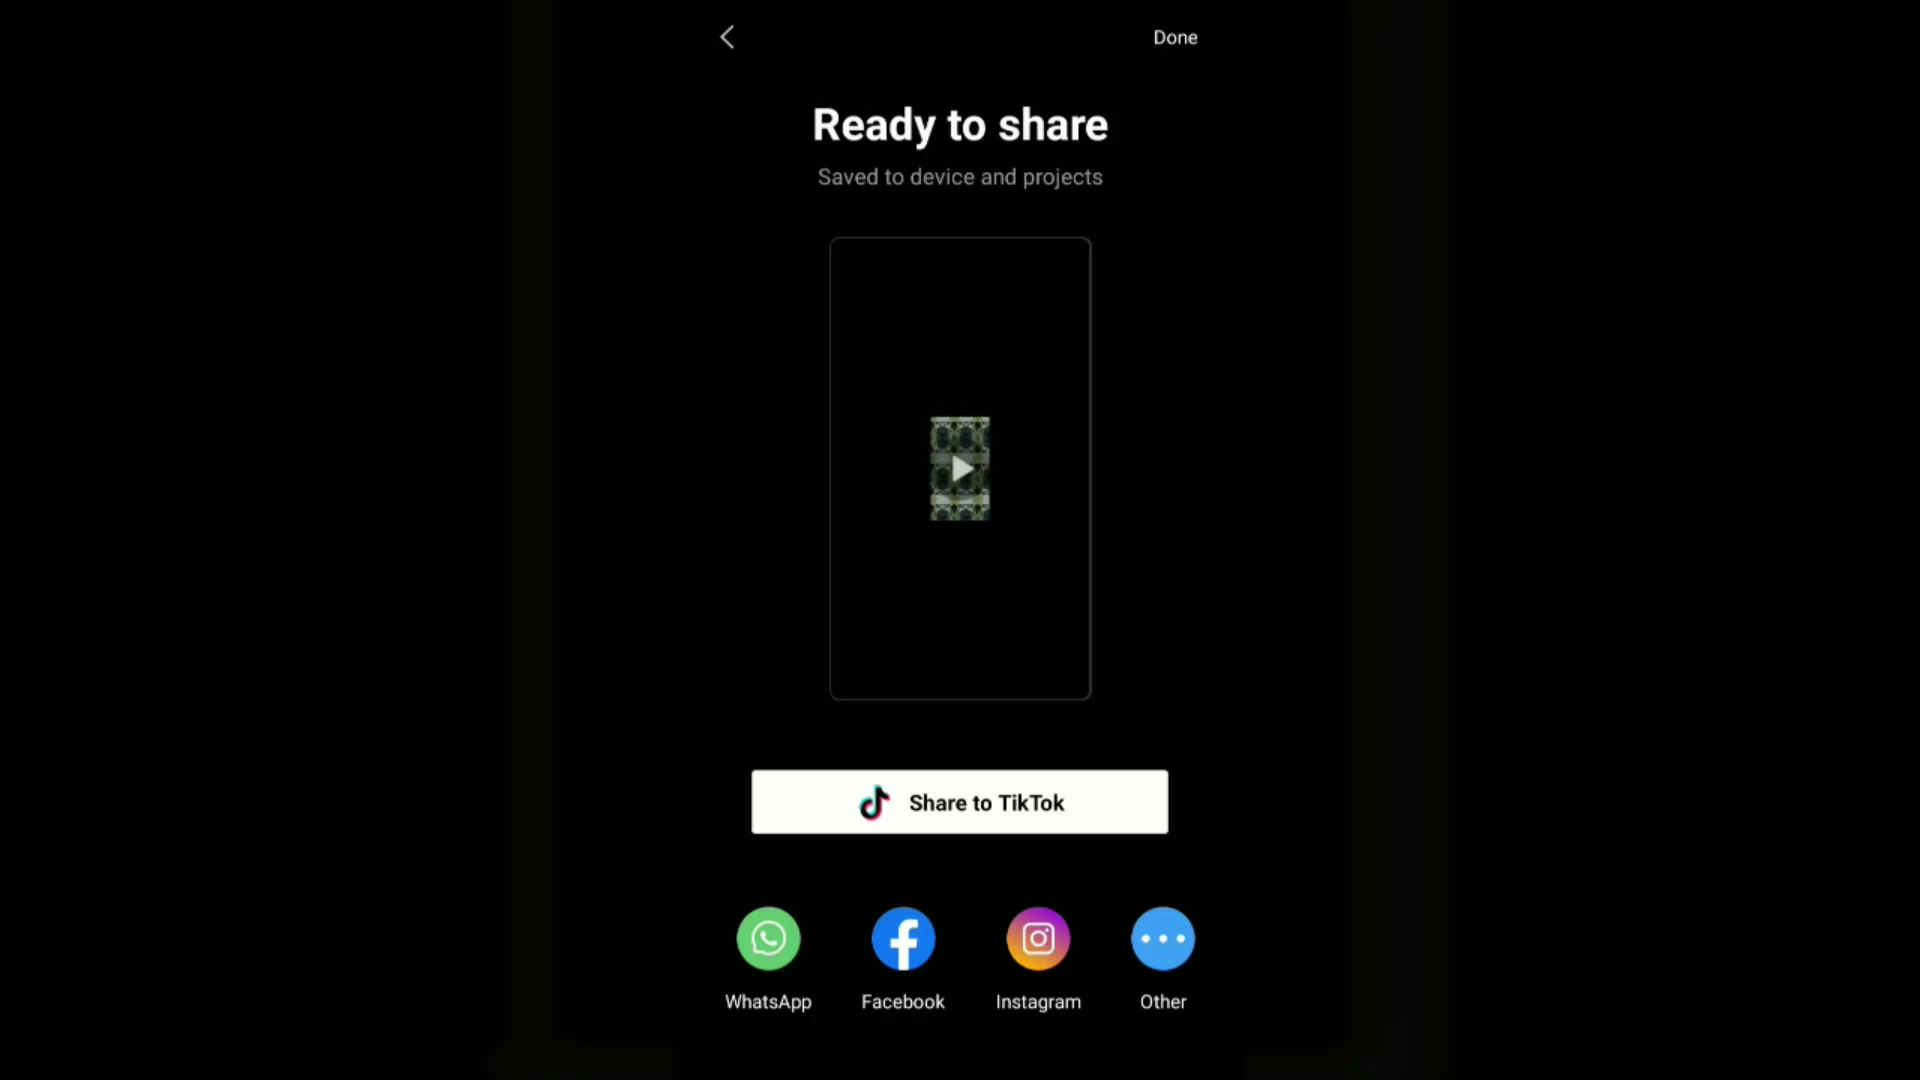 Done
Ready to share
Saved to device and projects
Share to TikTok
WhatsApp
Facebook
Instagram
Other